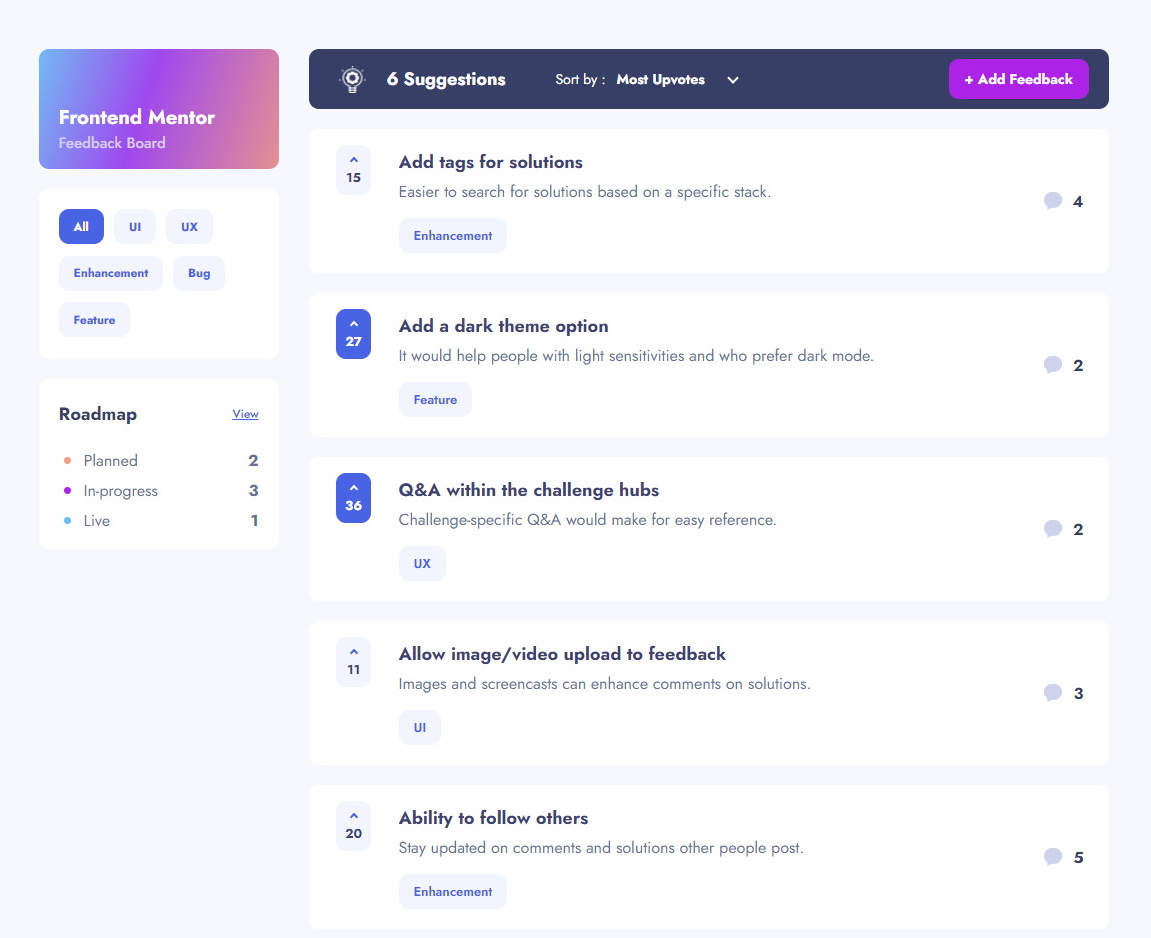 Frontend Mentor
Feedback Board
All UI UX
Enhancement Bug
Feature
Roadmap View
Planned 2
In-progress 3
Live 1
6 Suggestions Sort by : Most Upvotes + Add Feedback
15
Add tags for solutions
Easier to search for solutions based on a specific stack.
Enhancement
4
27
Add a dark theme option
It would help people with light sensitivities and who prefer dark mode.
Feature
2
36
Q&A within the challenge hubs
Challenge-specific Q&A would make for easy reference.
UX
2
11
Allow image/video upload to feedback
Images and screencasts can enhance comments on solutions.
UI
3
20
Ability to follow others
Stay updated on comments and solutions other people post.
Enhancement
5